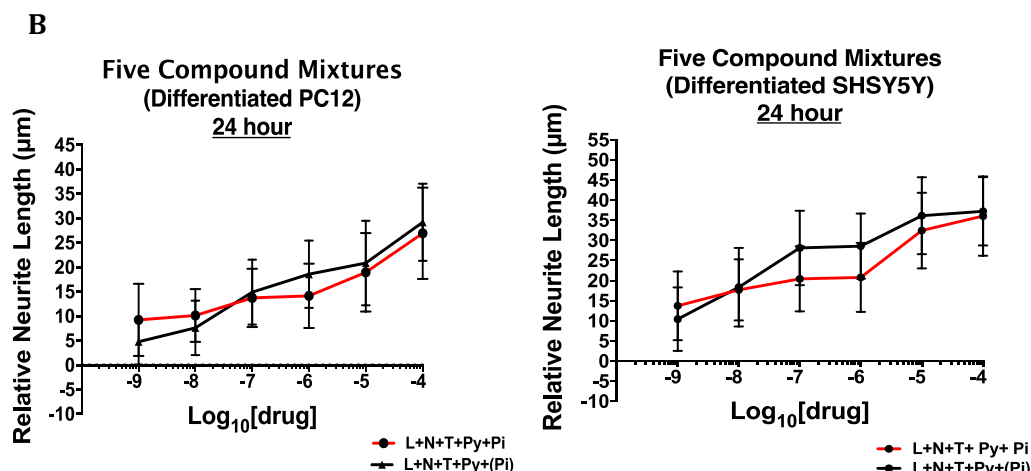 B
Five Compound Mixtures
(Differentiated PC12)
24 hour
Relative Neurite Length (µm)
45
40
35
30
25
20
15
10
5
0
-5
-10
-9
-8
-7
-6
-5
-4
Log10[drug]
L+N+T+Py+Pi
L+N+T+Py+(Pi)
Five Compound Mixtures
(Differentiated SHSY5Y)
24 hour
Relative Neurite Length (µm)
55
50
45
40
35
30
25
20
15
10
5
0
-5
-10
-9
-8
-7
-6
-5
-4
Log10[drug]
L+N+T+ Py+ Pi
L+N+T+Py+(Pi)